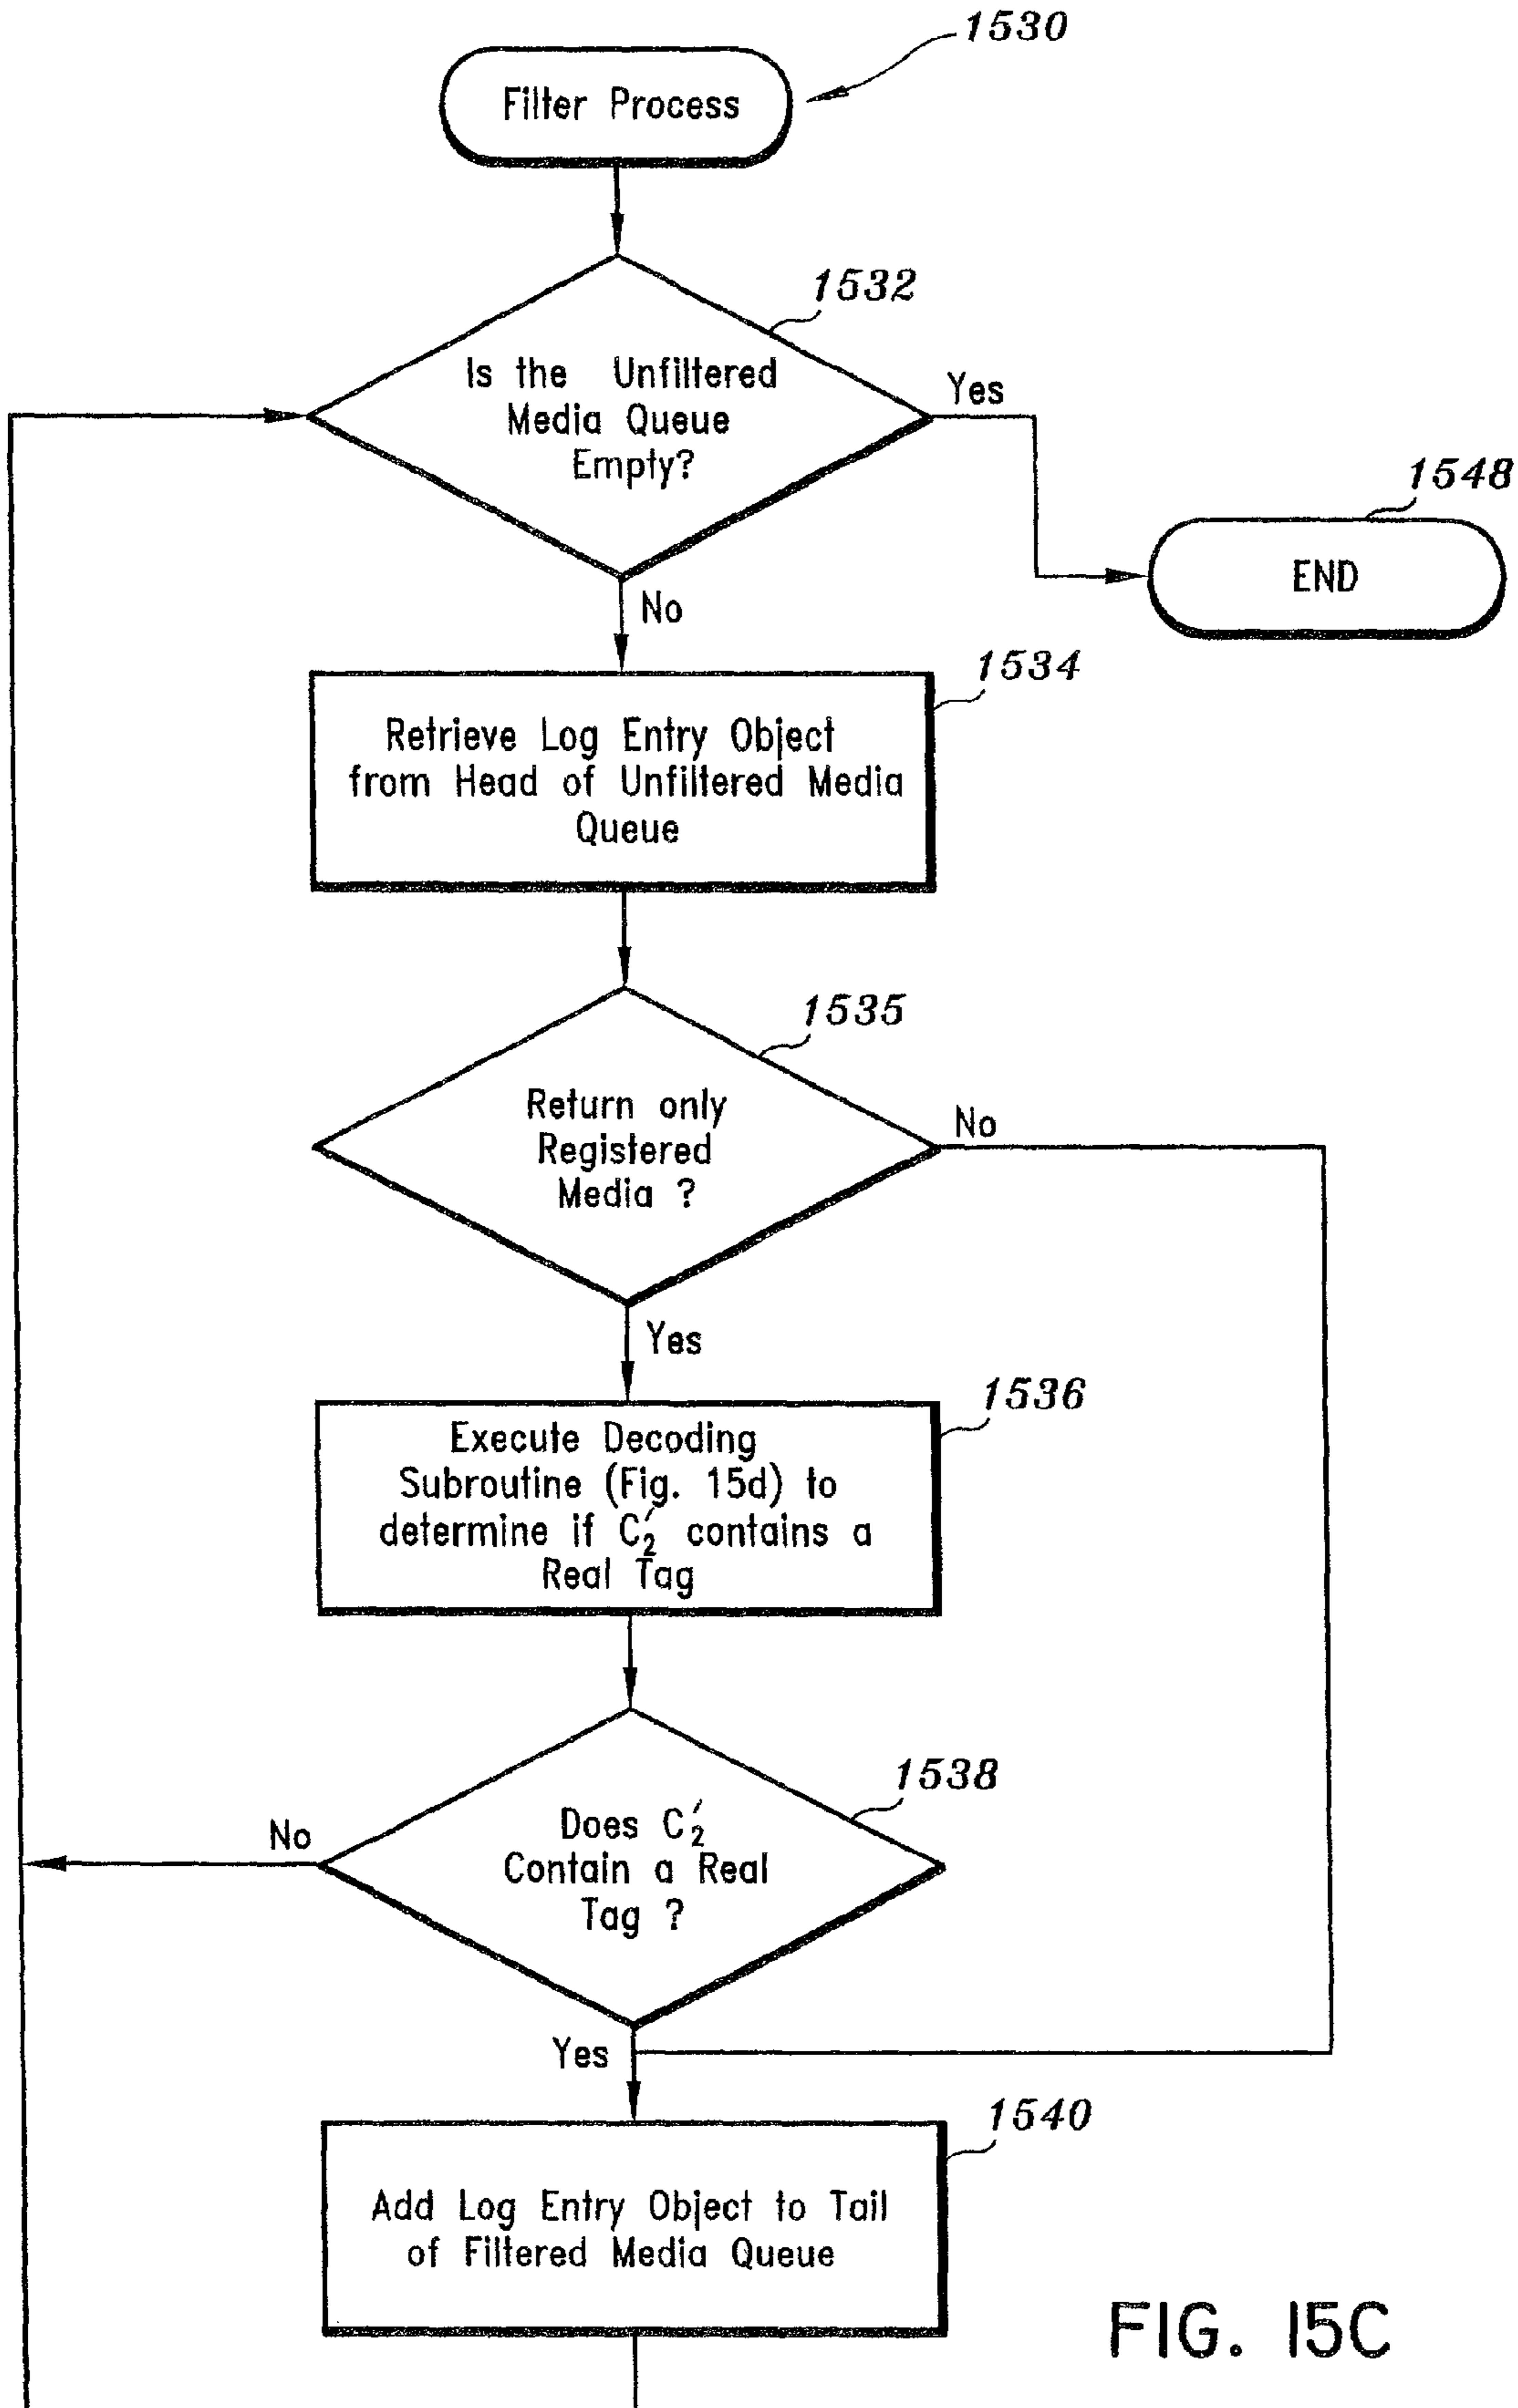 1530
Filter Process
1532
Is the Unfiltered
Media Queue
Empty?
Yes
1548
END
No
1534
Retrieve Log Entry Object
from Head of Unfiltered Media
Queue
1535
Return only
Registered
Media ?
No
Yes
1536
Execute Decoding
Subroutine (Fig. 15d) to
determine if C₂′ contains a
Real Tag
1538
Does C₂′
Contain a Real
Tag ?
No
Yes
1540
Add Log Entry Object to Tail
of Filtered Media Queue
FIG. 15C